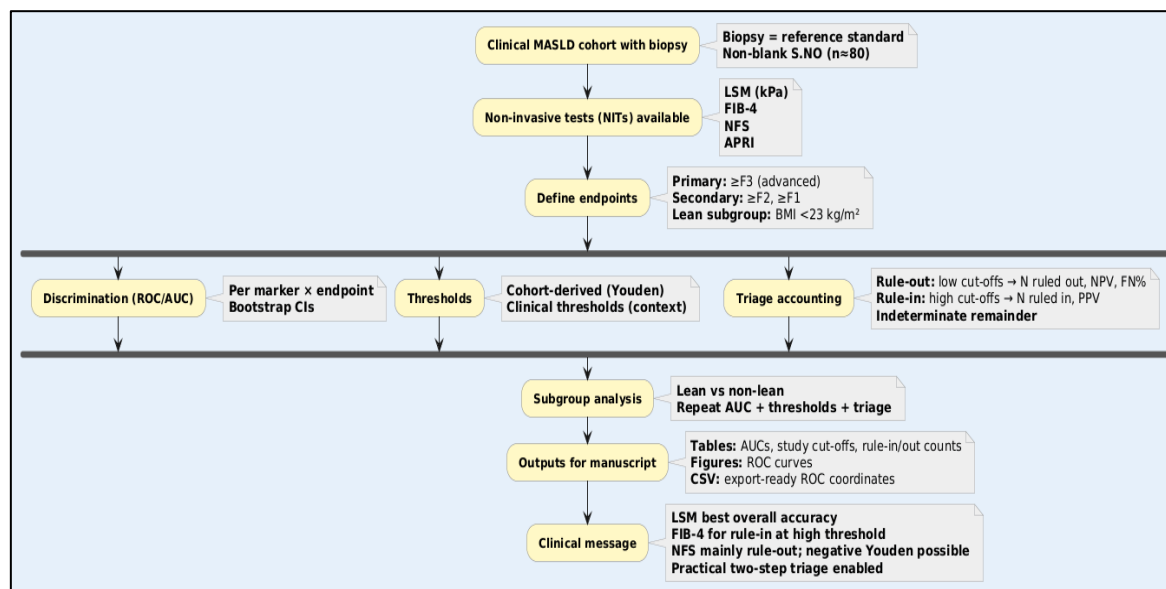 Clinical MASLD cohort with biopsy
Biopsy = reference standard
Non-blank S.NO (n≈80)
Non-invasive tests (NITs) available
LSM (kPa)
FIB-4
NFS
APRI
Define endpoints
Primary: ≥F3 (advanced)
Secondary: ≥F2, ≥F1
Lean subgroup: BMI <23 kg/m²
Discrimination (ROC/AUC)
Per marker × endpoint
Bootstrap CIs
Thresholds
Cohort-derived (Youden)
Clinical thresholds (context)
Triage accounting
Rule-out: low cut-offs → N ruled out, NPV, FN%
Rule-in: high cut-offs → N ruled in, PPV
Indeterminate remainder
Subgroup analysis
Lean vs non-lean
Repeat AUC + thresholds + triage
Outputs for manuscript
Tables: AUCs, study cut-offs, rule-in/out counts
Figures: ROC curves
CSV: export-ready ROC coordinates
Clinical message
LSM best overall accuracy
FIB-4 for rule-in at high threshold
NFS mainly rule-out; negative Youden possible
Practical two-step triage enabled